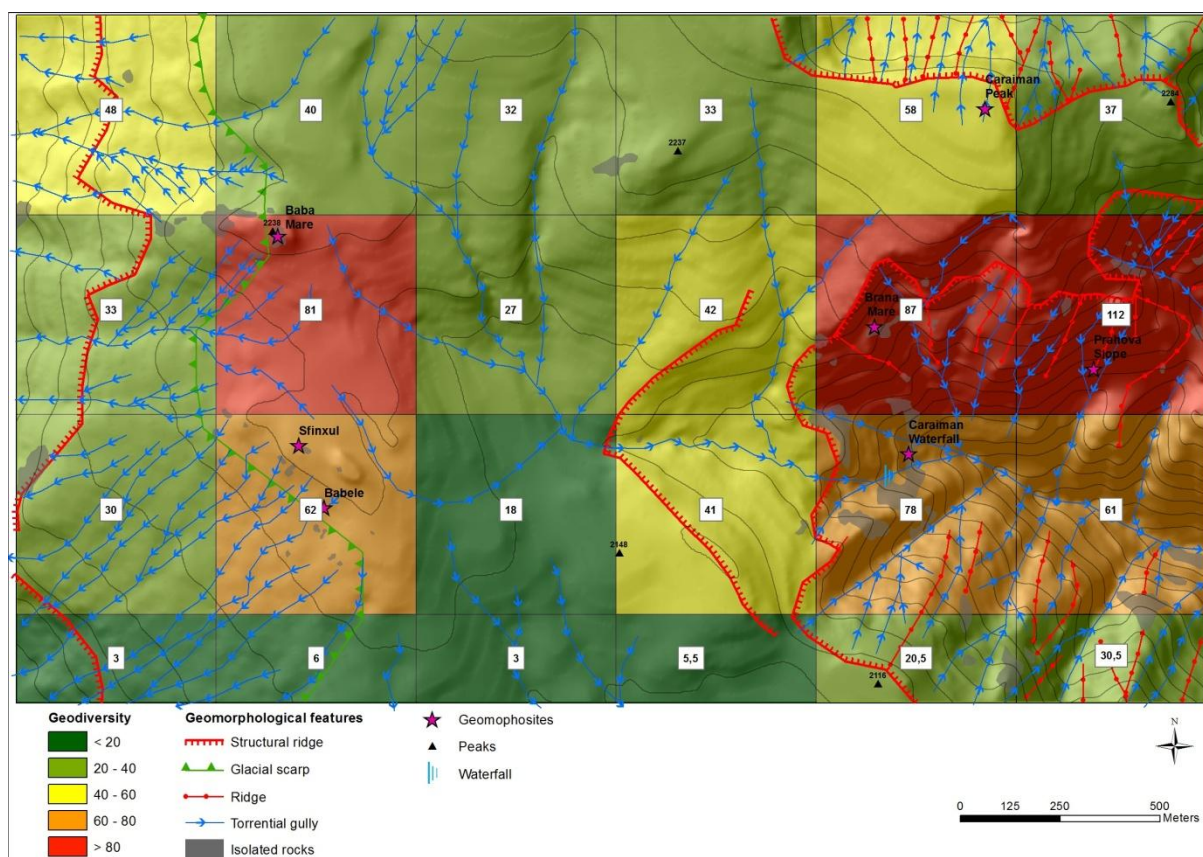 48
40
32
33
58
Caraiman
Peak
37
2284
2237
Baba
Mare
2238
33
81
27
42
Brana
Mare
87
112
Prahova
Slope
Sfinxul
Babele
Caraiman
Waterfall
30
62
18
41
78
61
2148
3
6
3
5,5
20,5
30,5
2116
Geodiversity
< 20
20 - 40
40 - 60
60 - 80
> 80
Geomorphological features
Structural ridge
Glacial scarp
Ridge
Torrential gully
Isolated rocks
Geomophosites
Peaks
Waterfall
N
0 125 250 500
Meters